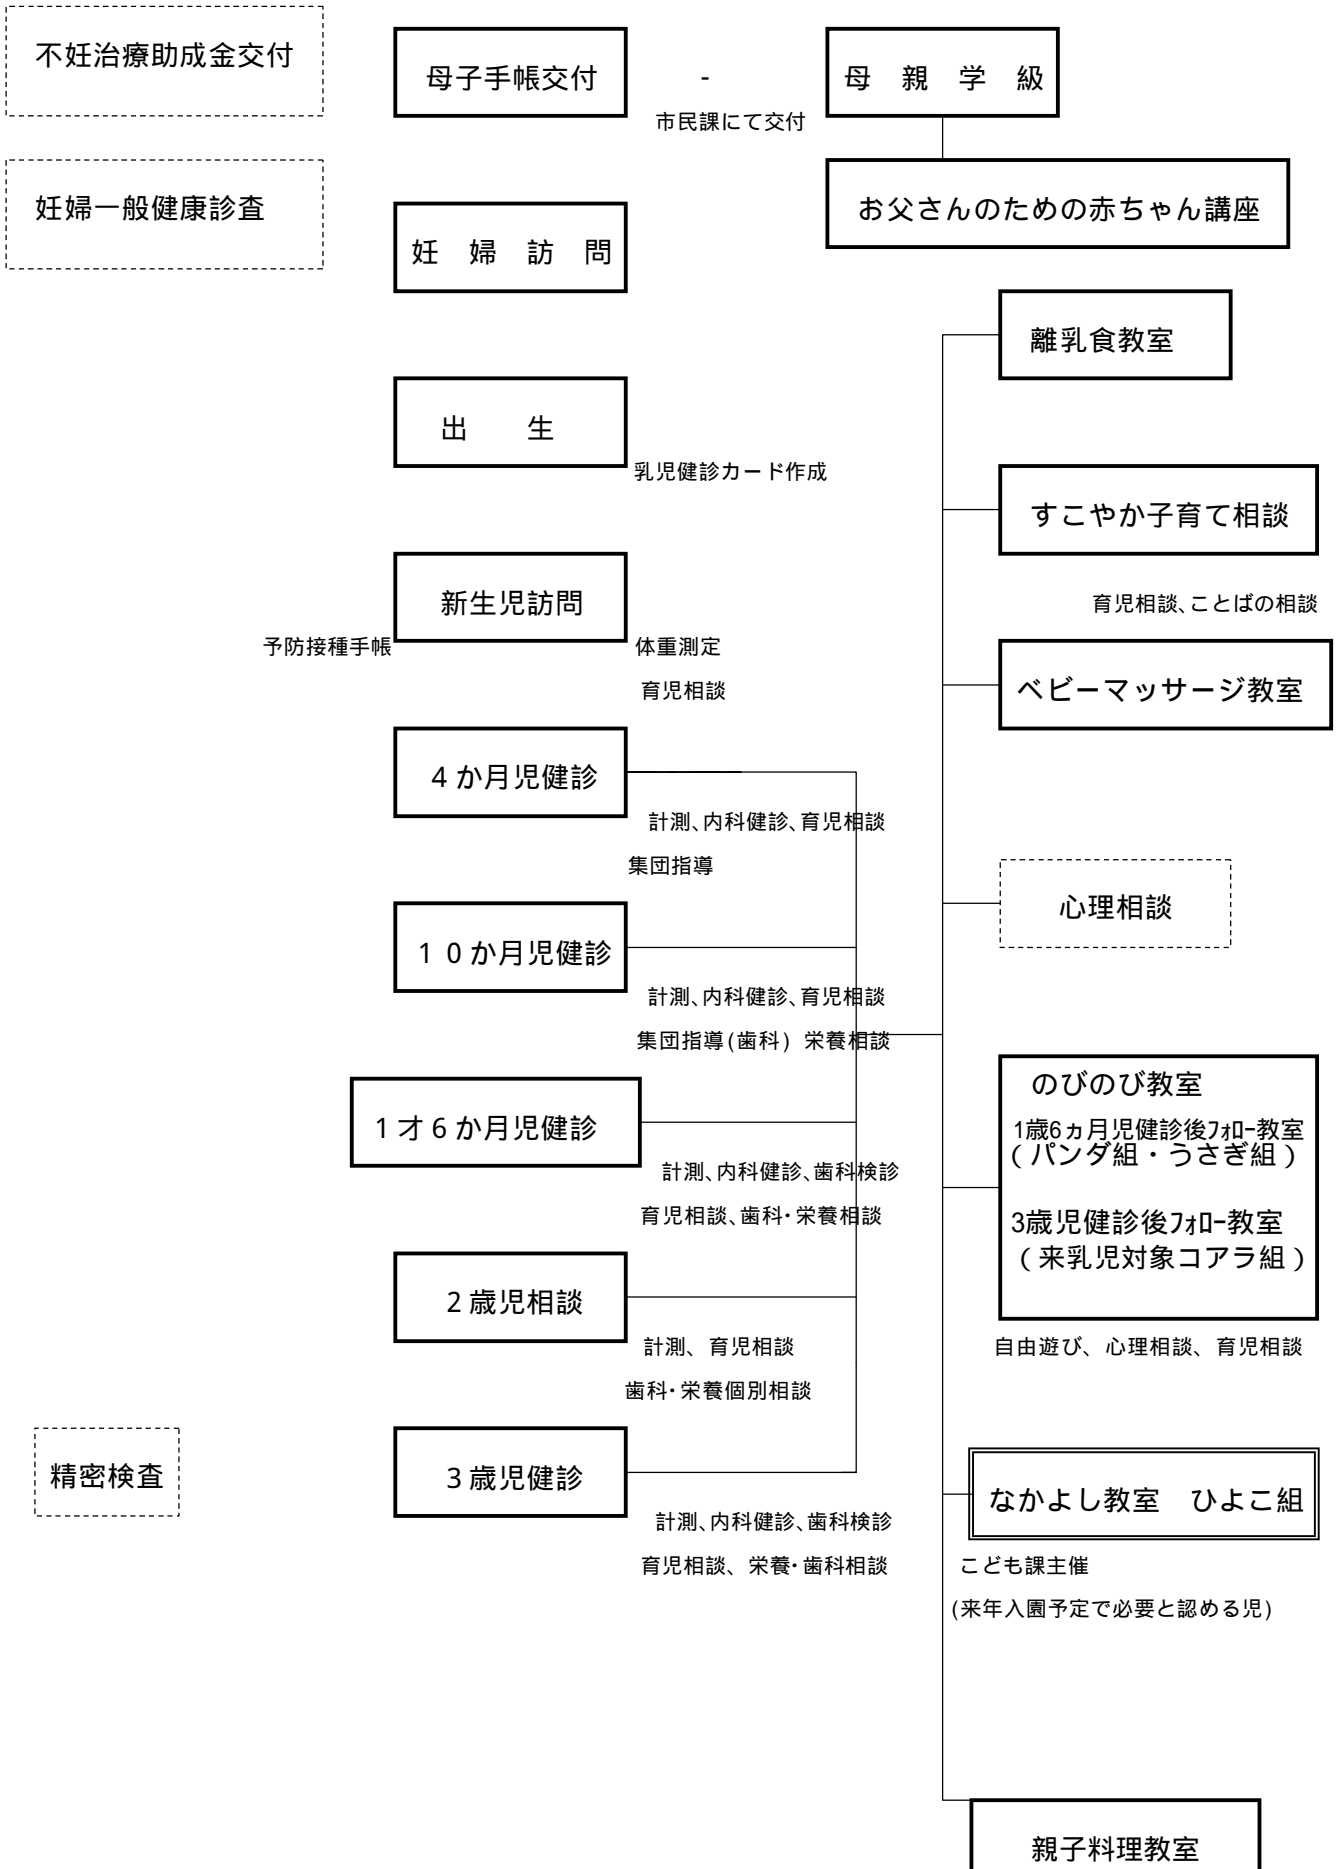 不妊治療助成金交付
母子手帳交付
-
母　親　学　級
市民課にて交付
妊婦一般健康診査
お父さんのための赤ちゃん講座
妊　婦　訪　問
離乳食教室
出　　生
乳児健診カード作成
すこやか子育て相談
育児相談、ことばの相談
新生児訪問
予防接種手帳
体重測定
育児相談
ベビーマッサージ教室
4か月児健診
計測、内科健診、育児相談
集団指導
心理相談
10か月児健診
計測、内科健診、育児相談
集団指導(歯科) 栄養相談
のびのび教室
1歳6ヵ月児健診後ﾌｫﾛｰ教室
(パンダ組・うさぎ組)
3歳児健診後ﾌｫﾛｰ教室
(来乳児対象コアラ組)
自由遊び、心理相談、育児相談
1才6か月児健診
計測、内科健診、歯科検診
育児相談、歯科・栄養相談
2歳児相談
計測、育児相談
歯科・栄養個別相談
精密検査
3歳児健診
計測、内科健診、歯科検診
育児相談、栄養・歯科相談
なかよし教室　ひよこ組
こども課主催
(来年入園予定で必要と認める児)
親子料理教室